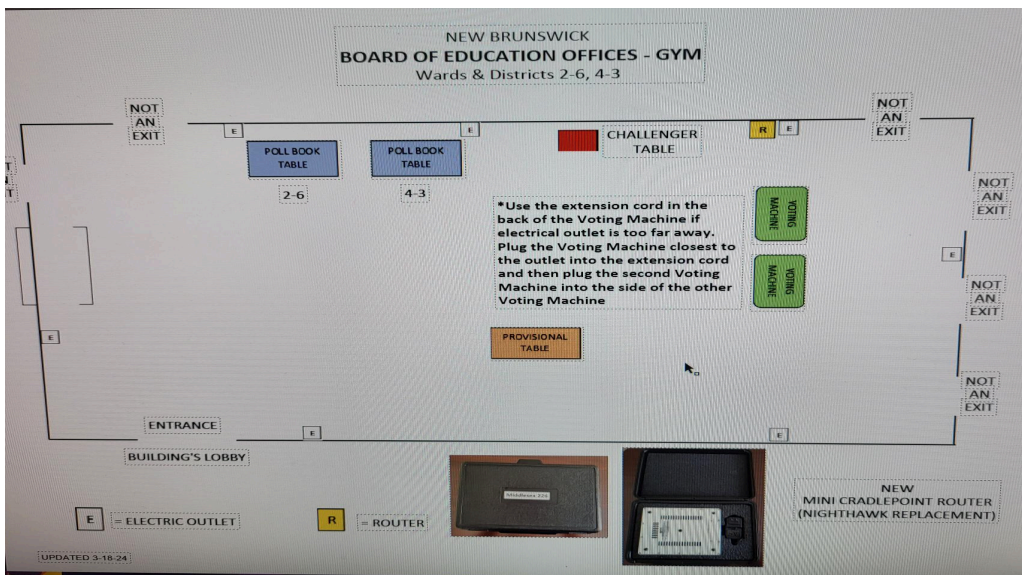 NEW BRUNSWICK
BOARD OF EDUCATION OFFICES - GYM
Wards & Districts 2-6, 4-3
NOT
AN
EXIT
NOT
AN
EXIT
E
E
CHALLENGER
TABLE
R
E
POLL BOOK
TABLE
POLL BOOK
TABLE
2-6
4-3
T
T
NOT
AN
EXIT
*Use the extension cord in the
back of the Voting Machine if
electrical outlet is too far away.
Plug the Voting Machine closest to
the outlet into the extension cord
and then plug the second Voting
Machine into the side of the other
Voting Machine
VOTING
MACHINE
VOTING
MACHINE
E
NOT
AN
EXIT
E
PROVISIONAL
TABLE
NOT
AN
EXIT
ENTRANCE
E
E
BUILDING'S LOBBY
Middlesex 224
NEW
MINI CRADLEPOINT ROUTER
(NIGHTHAWK REPLACEMENT)
E
= ELECTRIC OUTLET
R
= ROUTER
UPDATED 3-18-24